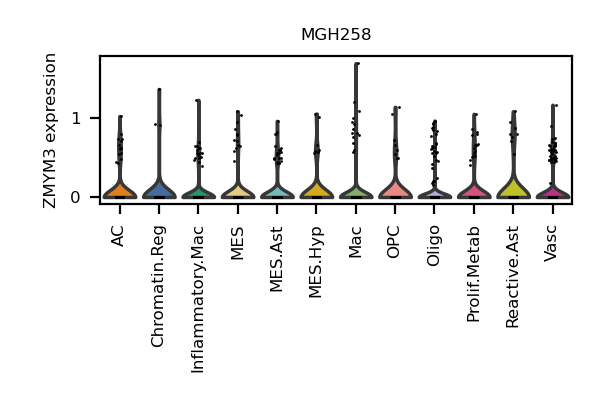 MGH258
ZMYM3 expression
1
0
AC
Chromatin.Reg
Inflammatory.Mac
MES
MES.Ast
MES.Hyp
Mac
OPC
Oligo
Prolif.Metab
Reactive.Ast
Vasc